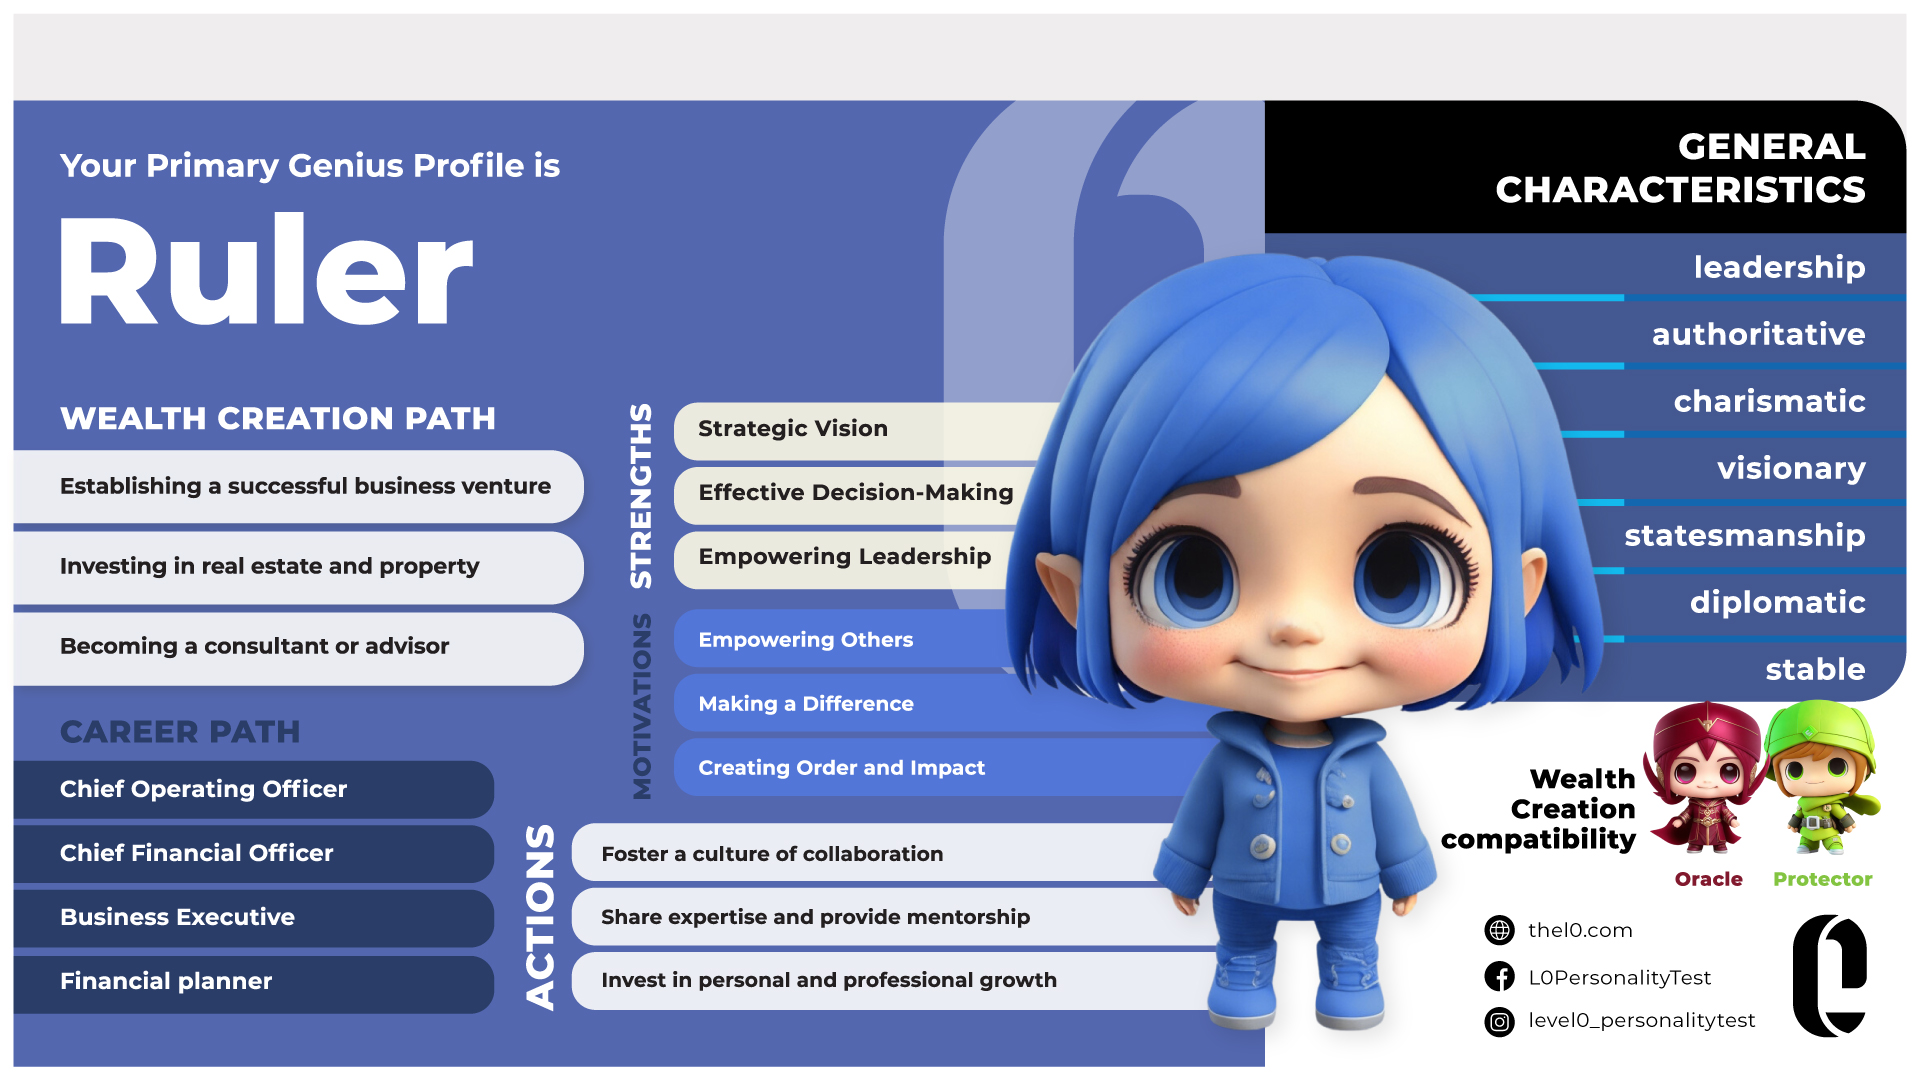 Your Primary Genius Profile is
Ruler
WEALTH CREATION PATH
Establishing a successful business venture
Investing in real estate and property
Becoming a consultant or advisor
CAREER PATH
Chief Operating Officer
Chief Financial Officer
Business Executive
Financial planner
STRENGTHS
Strategic Vision
Effective Decision-Making
Empowering Leadership
MOTIVATIONS
Empowering Others
Making a Difference
Creating Order and Impact
ACTIONS
Foster a culture of collaboration
Share expertise and provide mentorship
Invest in personal and professional growth
GENERAL
CHARACTERISTICS
leadership
authoritative
charismatic
visionary
statesmanship
diplomatic
stable
Wealth
Creation
compatibility
Oracle
Protector
thel0.com
L0PersonalityTest
level0_personalitytest